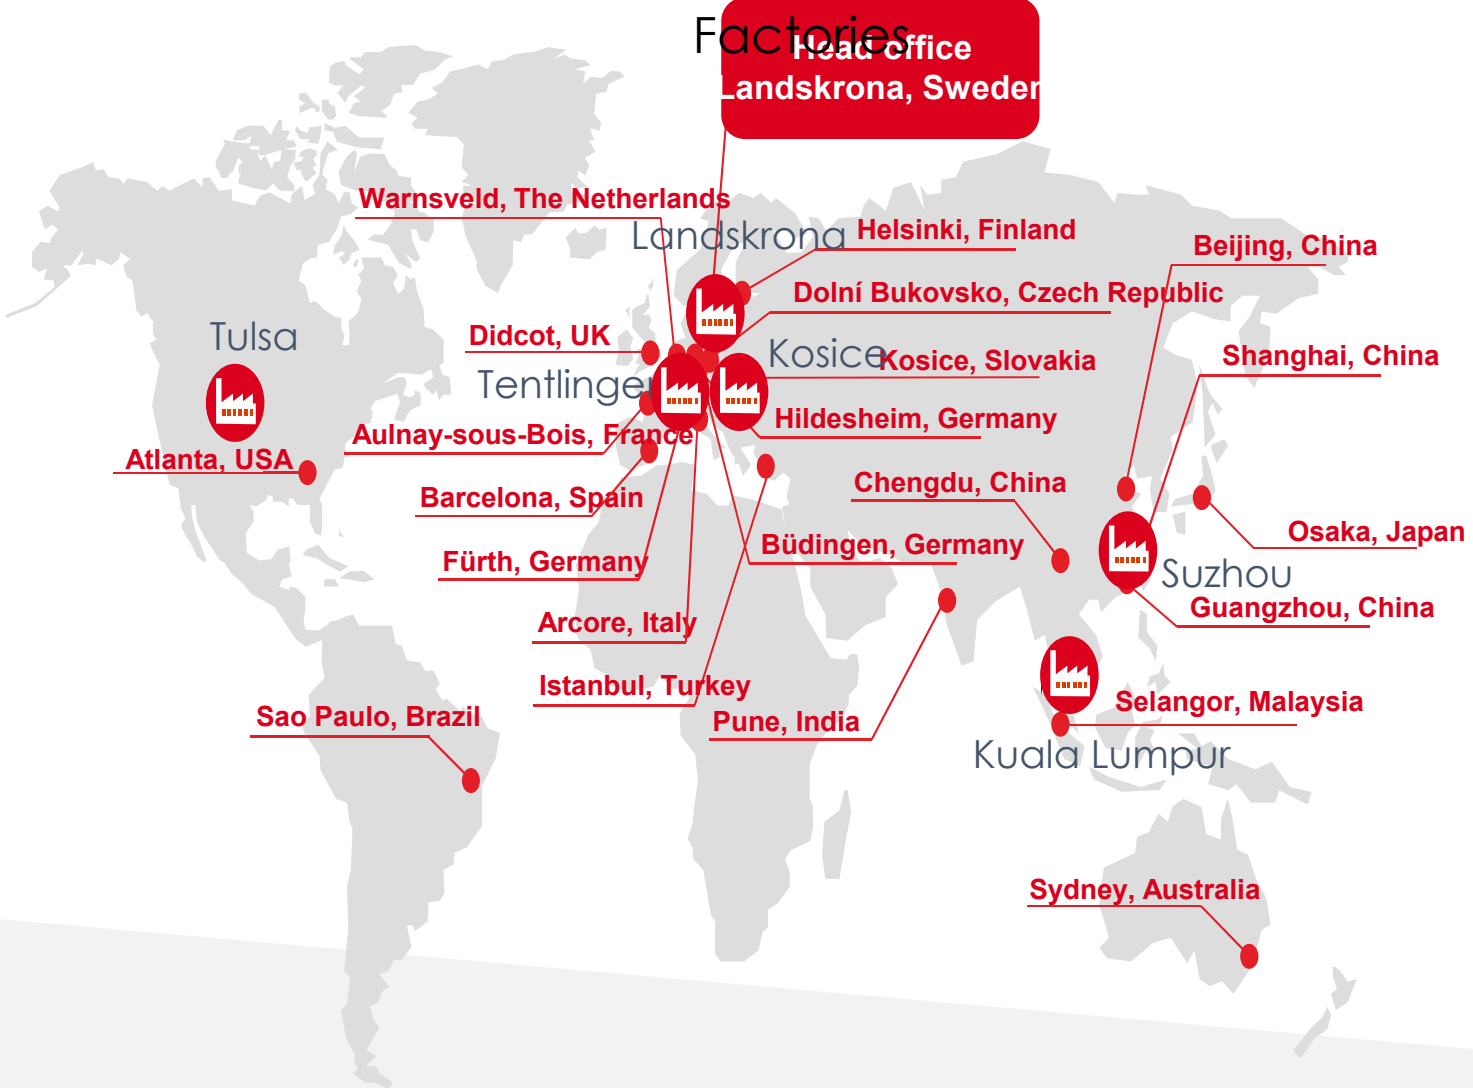 Factories
Head office
Landskrona, Sweden
Warnsveld, The Netherlands
Landskrona
Helsinki, Finland
Beijing, China
Dolní Bukovsko, Czech Republic
Tulsa
Didcot, UK
Kosice
Kosice, Slovakia
Shanghai, China
Tentlingen
Hildesheim, Germany
Aulnay-sous-Bois, France
Atlanta, USA
Barcelona, Spain
Chengdu, China
Osaka, Japan
Fürth, Germany
Büdingen, Germany
Suzhou
Guangzhou, China
Arcore, Italy
Istanbul, Turkey
Sao Paulo, Brazil
Pune, India
Selangor, Malaysia
Kuala Lumpur
Sydney, Australia